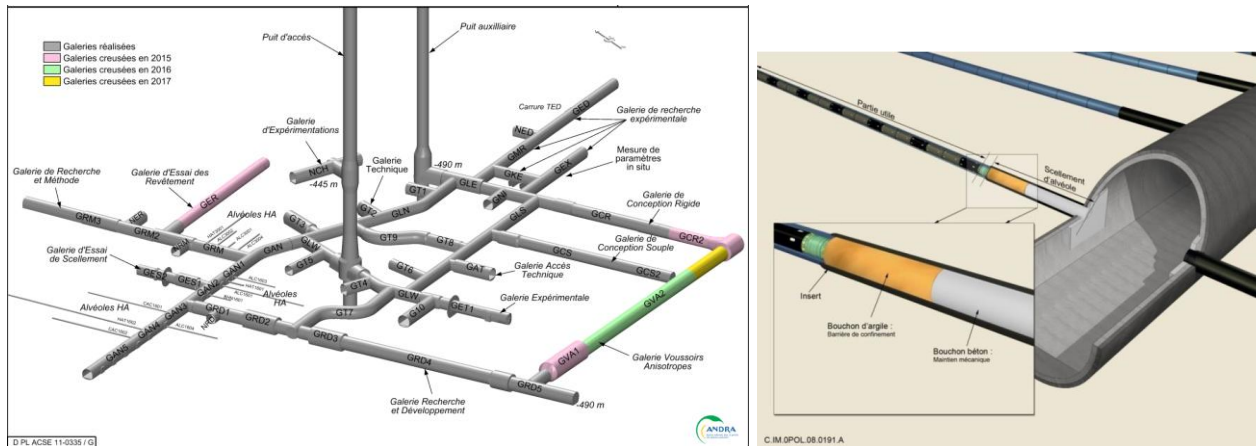 Galeries réalisées
Galeries creusées en 2015
Galeries creusées en 2016
Galeries creusées en 2017
Puit d'accés
Puit auxilliaire
Carrure TED
GED
NED
Galerie de recherche
expérimentale
GMR
Galerie
d'Expérimentations
NCH
-445 m
Galerie
Technique
-490 m
GKE
GEX
Mesure de
paramètres
in situ
Galerie de Recherche
et Méthode
Galerie d'Essai des
Revêtement
GER
GT1
GLE
GNI
GT2
GLN
GLS
GCR
Galerie de
Conception Rigide
GCR2
GRM3
NER
GRM2
Alvéoles HA
GT3
GRM
GAN
GLW
GT9
GT8
GCS
Galerie de
Conception Souple
GCS2
Galerie d'Essai
de Scellement
GES
GES1
GAN1
GAN2
GT5
GT6
GAT
Galerie Accès
Technique
Alvéoles
HA
GT4
GLW
G10
GET1
Galerie Expérimentale
Alvéoles HA
GAN3
GAN4
GAN5
GRD1
GRD2
GRD3
GT7
GVA2
GRD4
GVA1
Galerie Voussoirs
Anisotropes
GRD5
Galerie Recherche
et Développement
-490 m
ANDRA
D PL ACSE 11-0335 / G
Partie utile
Scellement
d'alvéole
Insert
Bouchon d'argile :
Barrière de confinement
Bouchon béton :
Maintien mécanique
C.IM.0POL.08.0191.A